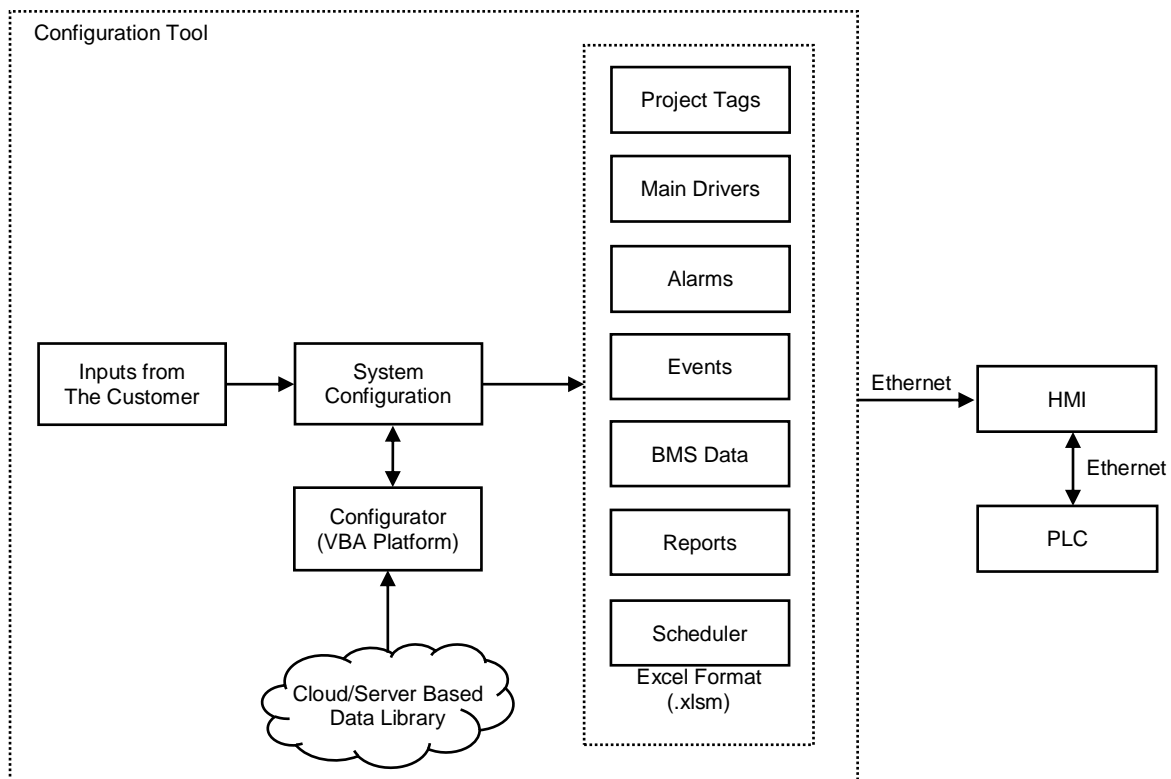 Configuration Tool
Project Tags
Main Drivers
Alarms
Events
BMS Data
Reports
Scheduler
Excel Format
(.xlsm)
Inputs from
The Customer
System
Configuration
Configurator
(VBA Platform)
Cloud/Server Based
Data Library
Ethernet
HMI
Ethernet
PLC